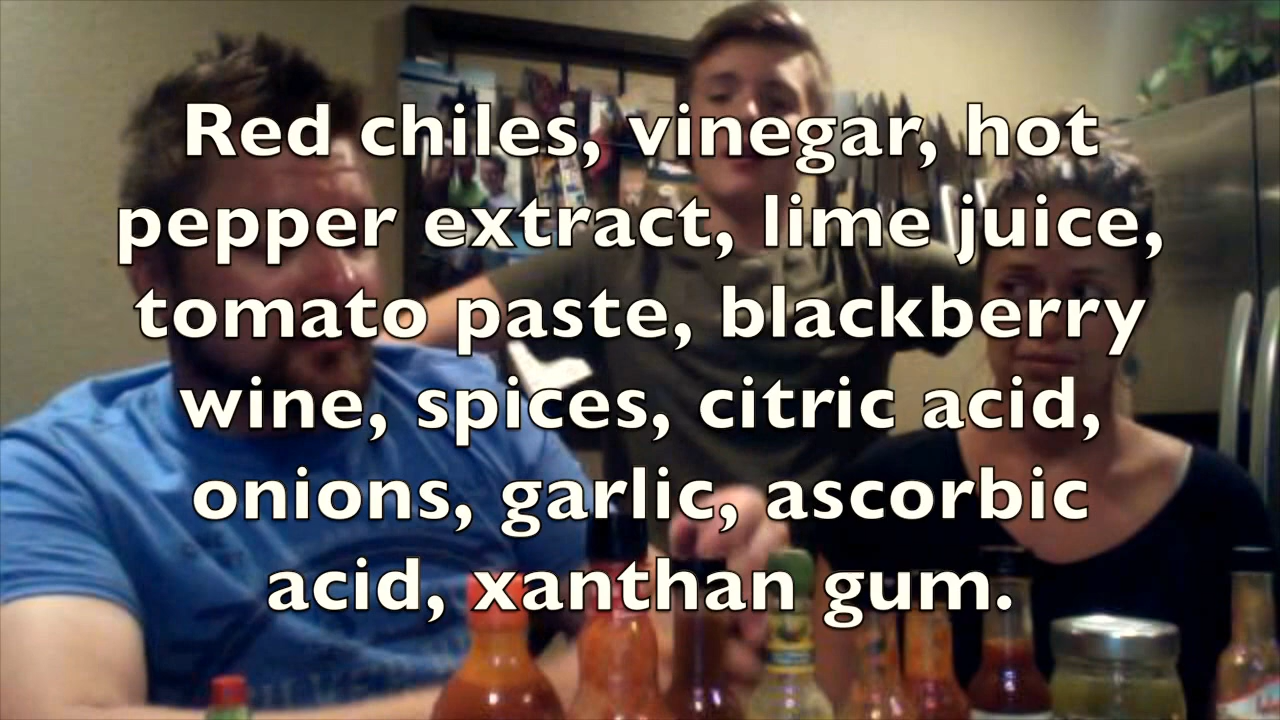 Red chiles, vinegar, hot
pepper extract, lime juice,
tomato paste, blackberry
wine, spices, citric acid,
onions, garlic, ascorbic
acid, xanthan gum.